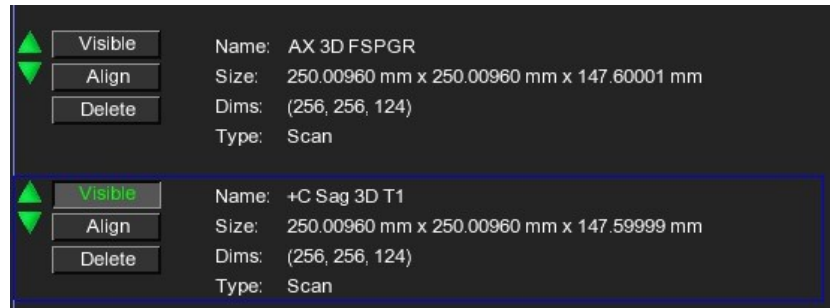 Visible
Name: AX 3D FSPGR
Align
Size: 250.00960 mm x 250.00960 mm x 147.60001 mm
Delete
Dims: (256, 256, 124)
Type: Scan
Visible
Name: +C Sag 3D T1
Align
Size: 250.00960 mm x 250.00960 mm x 147.59999 mm
Delete
Dims: (256, 256, 124)
Type: Scan